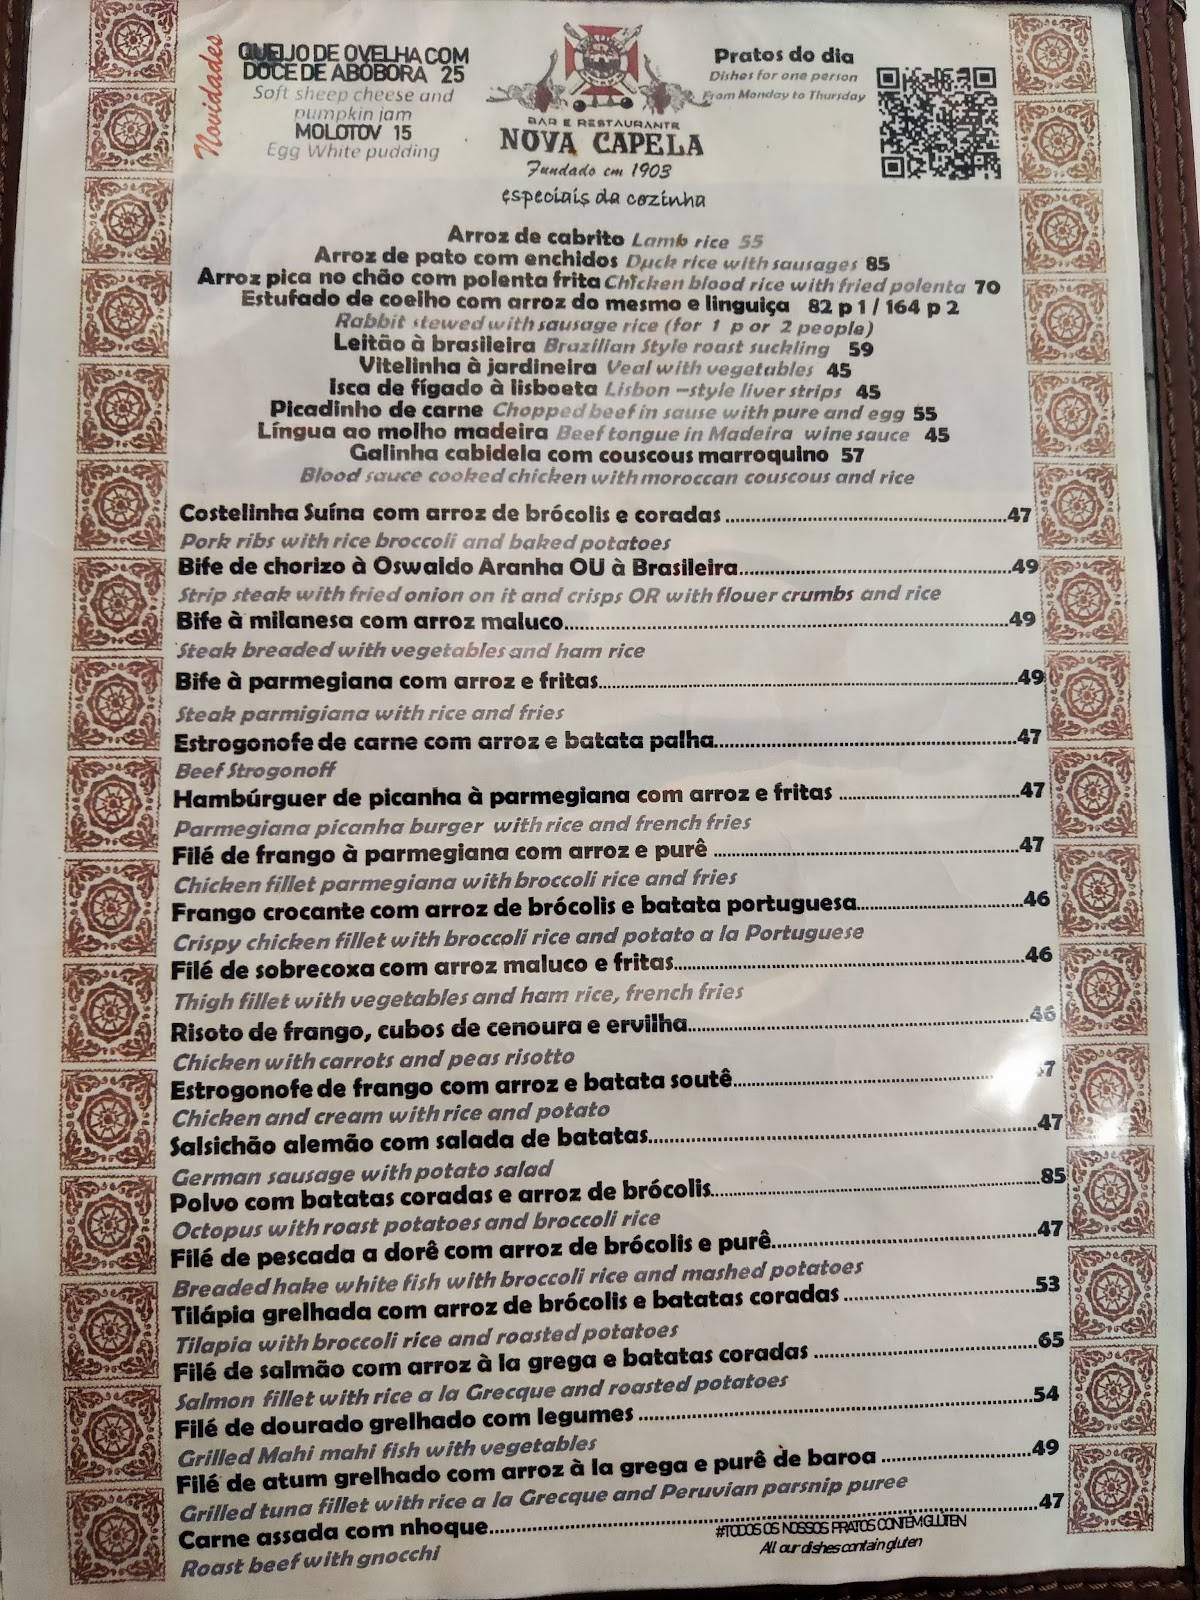 Novidades
QUEIJO DE OVELHA COM
DOCE DE ABÓBORA 25
Soft sheep cheese and
pumpkin jam
MOLOTOV 15
Egg White pudding
BAR E RESTAURANTE
NOVA CAPELA
Fundado em 1903
Pratos do dia
Dishes for one person
From Monday to Thursday
especiais da cozinha
Arroz de cabrito Lamb rice 55
Arroz de pato com enchidos Duck rice with sausages 85
Arroz pica no chão com polenta frita Chicken blood rice with fried polenta 70
Estufado de coelho com arroz do mesmo e linguiça 82 p 1 / 164 p 2
Rabbit stewed with sausage rice (for 1 p or 2 people)
Leitão à brasileira Brazilian Style roast suckling 59
Vitelinha à jardineira Veal with vegetables 45
Isca de fígado à lisboeta Lisbon –style liver strips 45
Picadinho de carne Chopped beef in sause with pure and egg 55
Língua ao molho madeira Beef tongue in Madeira wine sauce 45
Galinha cabidela com couscous marroquino 57
Blood sauce cooked chicken with moroccan couscous and rice
Costelinha Suína com arroz de brócolis e coradas 47
Pork ribs with rice broccoli and baked potatoes
Bife de chorizo à Oswaldo Aranha OU à Brasileira 49
Strip steak with fried onion on it and crisps OR with flouer crumbs and rice
Bife à milanesa com arroz maluco 49
Steak breaded with vegetables and ham rice
Bife à parmegiana com arroz e fritas 49
Steak parmigiana with rice and fries
Estrogonofe de carne com arroz e batata palha 47
Beef Strogonoff
Hambúrguer de picanha à parmegiana com arroz e fritas 47
Parmegiana picanha burger with rice and french fries
Filé de frango à parmegiana com arroz e purê 47
Chicken fillet parmegiana with broccoli rice and fries
Frango crocante com arroz de brócolis e batata portuguesa 46
Crispy chicken fillet with broccoli rice and potato a la Portuguese
Filé de sobrecoxa com arroz maluco e fritas 46
Thigh fillet with vegetables and ham rice, french fries
Risoto de frango, cubos de cenoura e ervilha 46
Chicken with carrots and peas risotto
Estrogonofe de frango com arroz e batata soutê
Chicken and cream with rice and potato
Salsichão alemão com salada de batatas 47
German sausage with potato salad
Polvo com batatas coradas e arroz de brócolis 85
Octopus with roast potatoes and broccoli rice
Filé de pescada a dorê com arroz de brócolis e purê 47
Breaded hake white fish with broccoli rice and mashed potatoes
Tilápia grelhada com arroz de brócolis e batatas coradas 53
Tilapia with broccoli rice and roasted potatoes
Filé de salmão com arroz à la grega e batatas coradas 65
Salmon fillet with rice a la Grecque and roasted potatoes
Filé de dourado grelhado com legumes 54
Grilled Mahi mahi fish with vegetables
Filé de atum grelhado com arroz à la grega e purê de baroa 49
Grilled tuna fillet with rice a la Grecque and Peruvian parsnip puree
Carne assada com nhoque 47
Roast beef with gnocchi
#TODOS OS NOSSOS PRATOS CONTÉM GLÚTEN
All our dishes contain gluten